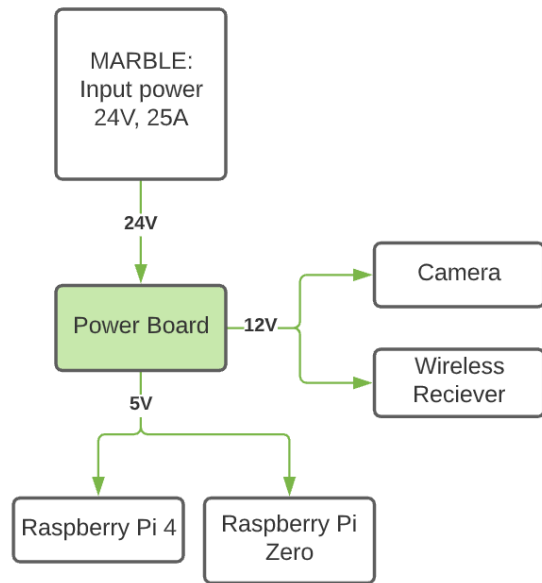 MARBLE:
Input power
24V, 25A
24V
Power Board
12V
Camera
Wireless
Reciever
5V
Raspberry Pi 4
Raspberry Pi
Zero